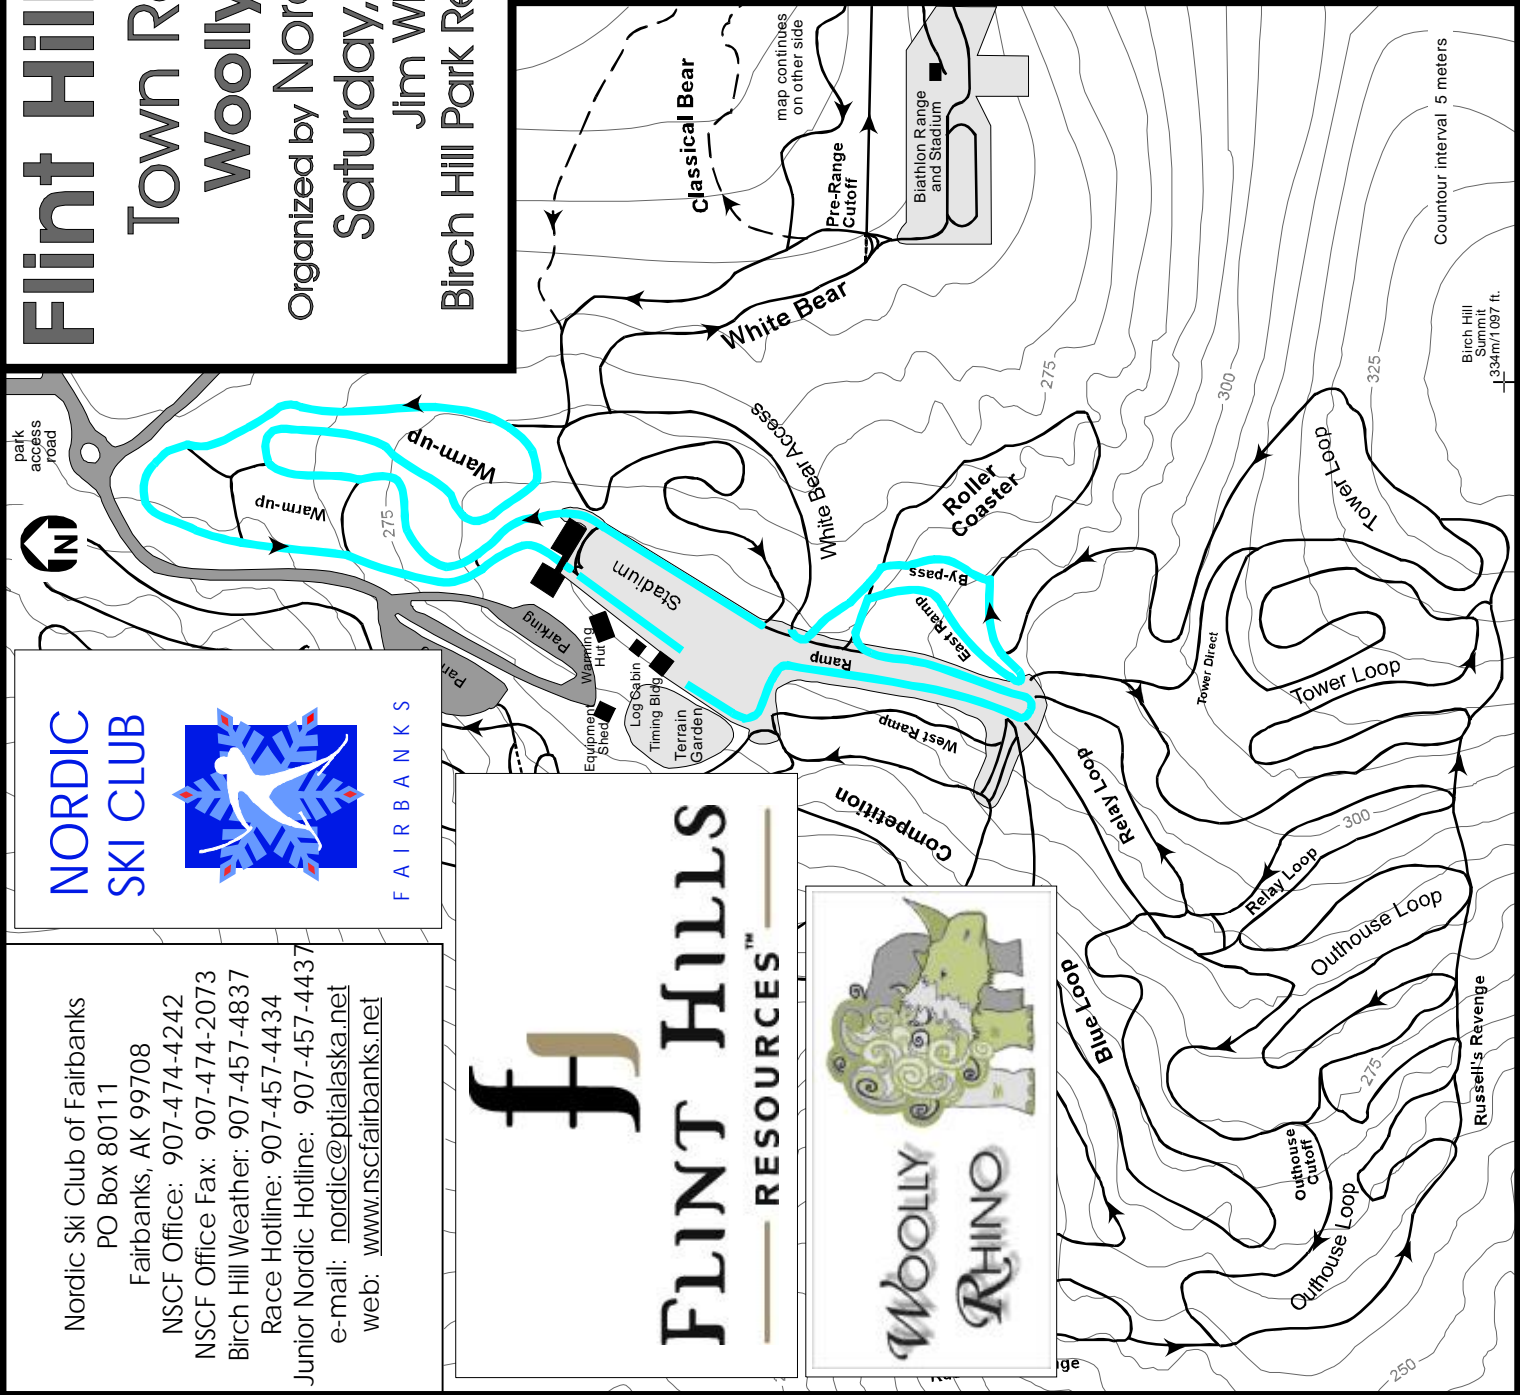 Flint Hill
Town R
Woolly
Organized by Nor
Saturday,
Jim W
Birch Hill Park Re
park
access
road
N
NORDIC
SKI CLUB
FAIRBANKS
Nordic Ski Club of Fairbanks
PO Box 80111
Fairbanks, AK 99708
NSCF Office: 907-474-4242
NSCF Office Fax: 907-474-2073
Birch Hill Weather: 907-457-4837
Race Hotline: 907-457-4434
Junior Nordic Hotline: 907-457-4437
e-mail: nordic@ptialaska.net
web: www.nscfairbanks.net
FLINT HILLS
RESOURCES™
WOOLLY
RHINO
Classical Bear
map continues
on other side
Pre-Range
Cutoff
Biathlon Range
and Stadium
White Bear
White Bear Access
Countour interval 5 meters
Birch Hill
Summit
334m/1097 ft.
275
300
325
Warm-up
Warm-up
275
Stadium
Parking
Warming
Hut
Log Cabin
Timing Bldg
Equipment
Shed
Terrain
Garden
Ramp
East Ramp
By-pass
West Ramp
Roller
Coaster
Tower Loop
Tower Loop
Tower Loop
Tower Direct
Competition
Relay Loop
Relay Loop
300
Outhouse Loop
Blue Loop
275
Russell's Revenge
Outhouse
Cutoff
Outhouse Loop
250